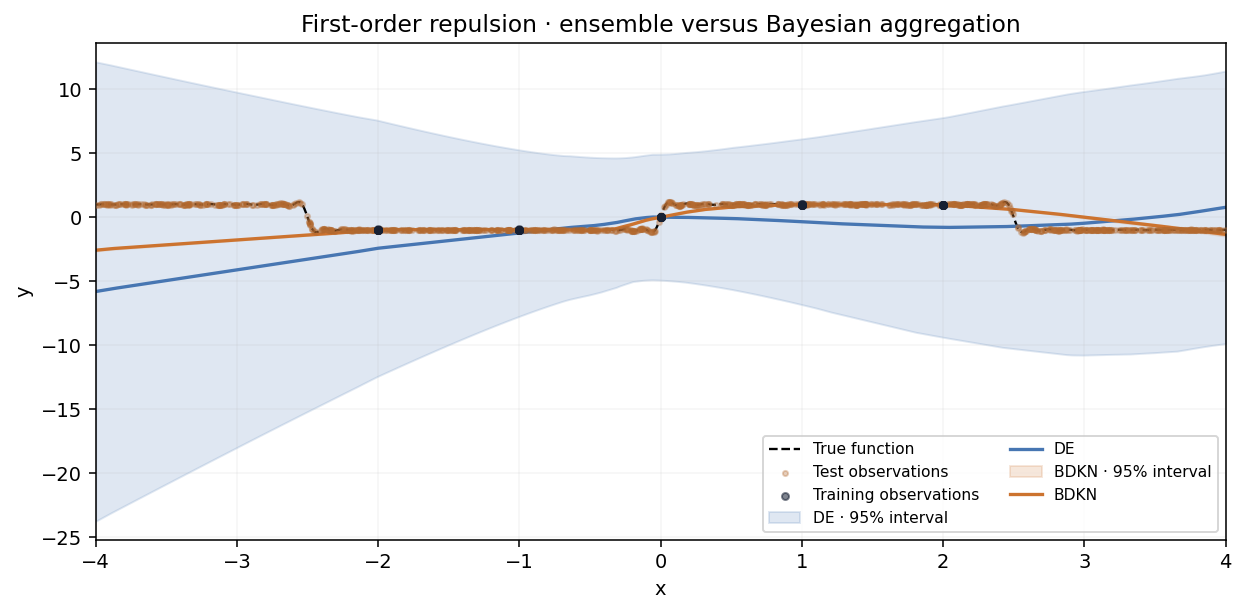 First-order repulsion · ensemble versus Bayesian aggregation
y
10
5
0
−5
−10
−15
−20
−25
−4
−3
−2
−1
0
1
2
3
4
x
True function
Test observations
Training observations
DE · 95% interval
DE
BDKN · 95% interval
BDKN